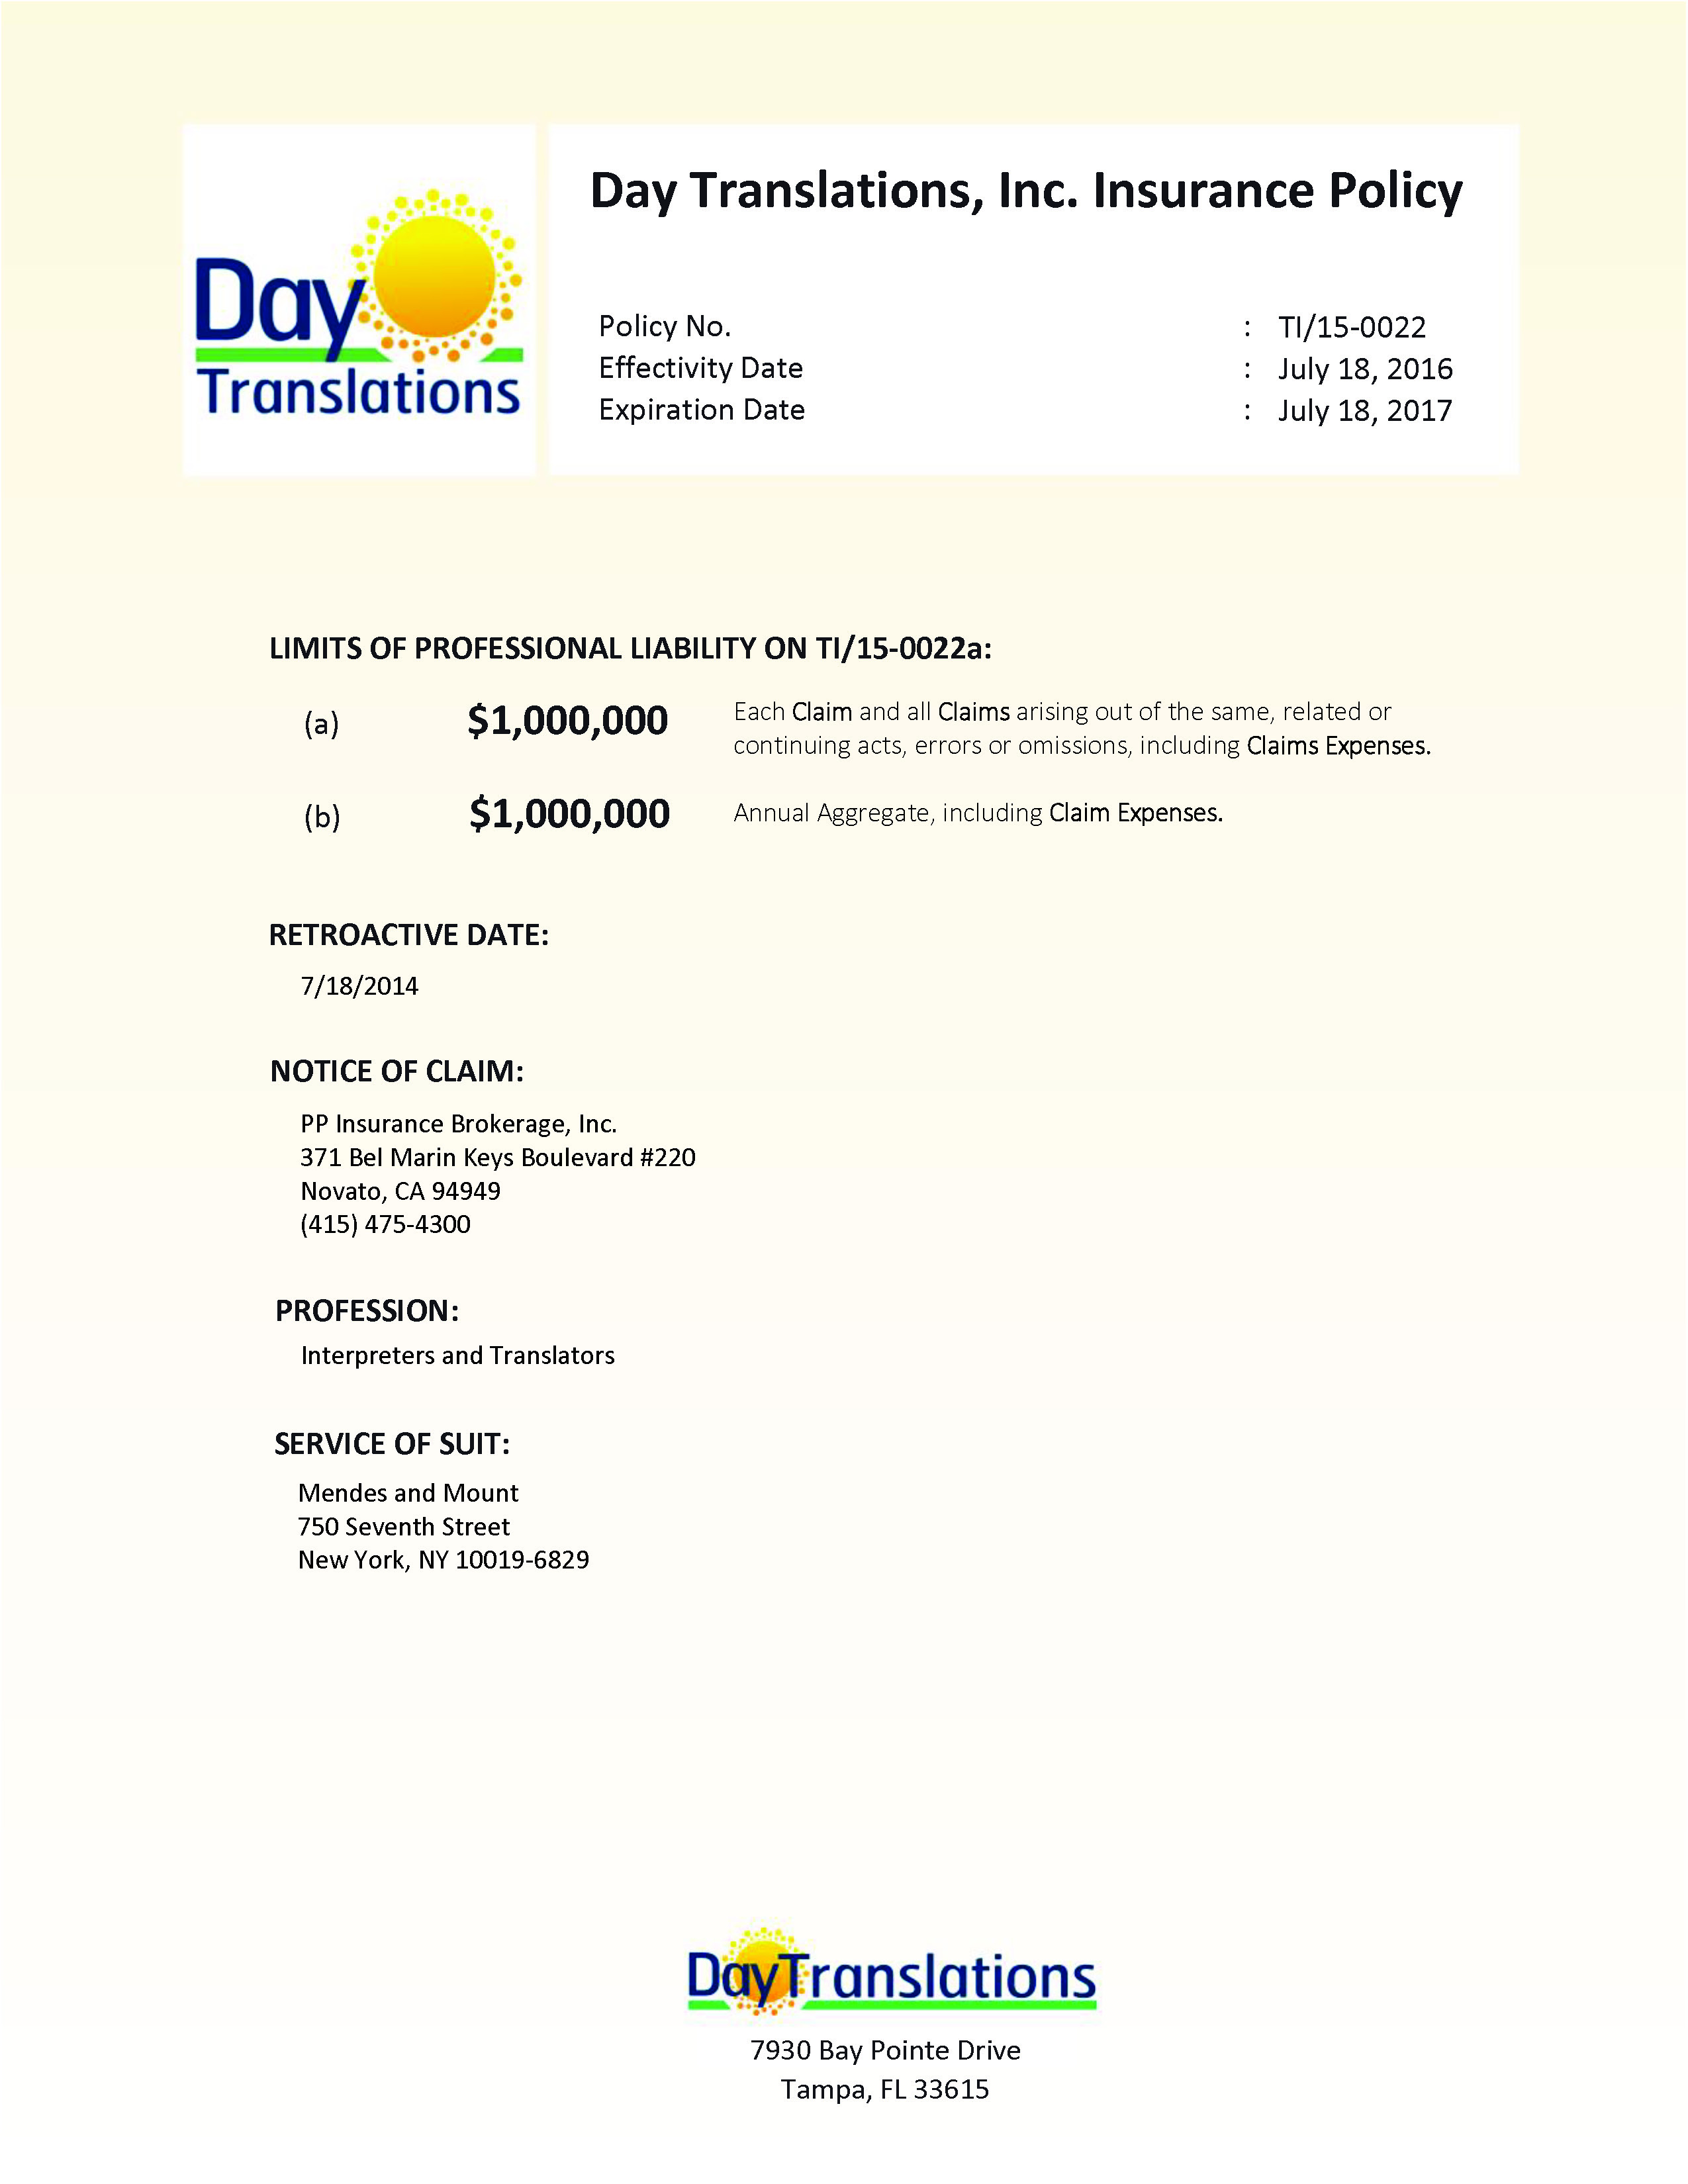 Day
Translations
Day Translations, Inc. Insurance Policy
Policy No. : TI/15-0022
Effectivity Date : July 18, 2016
Expiration Date : July 18, 2017
LIMITS OF PROFESSIONAL LIABILITY ON TI/15-0022a:
(a) $1,000,000 Each Claim and all Claims arising out of the same, related or
continuing acts, errors or omissions, including Claims Expenses.
(b) $1,000,000 Annual Aggregate, including Claim Expenses.
RETROACTIVE DATE:
7/18/2014
NOTICE OF CLAIM:
PP Insurance Brokerage, Inc.
371 Bel Marin Keys Boulevard #220
Novato, CA 94949
(415) 475-4300
PROFESSION:
Interpreters and Translators
SERVICE OF SUIT:
Mendes and Mount
750 Seventh Street
New York, NY 10019-6829
DayTranslations
7930 Bay Pointe Drive
Tampa, FL 33615